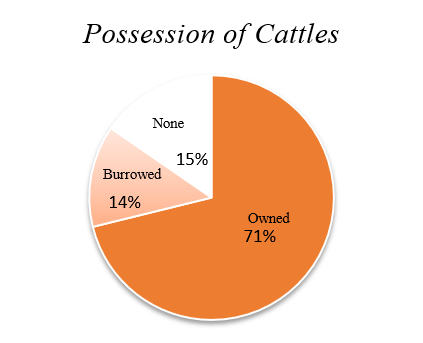 Possession of Cattles
None
15%
Burrowed
14%
Owned
71%